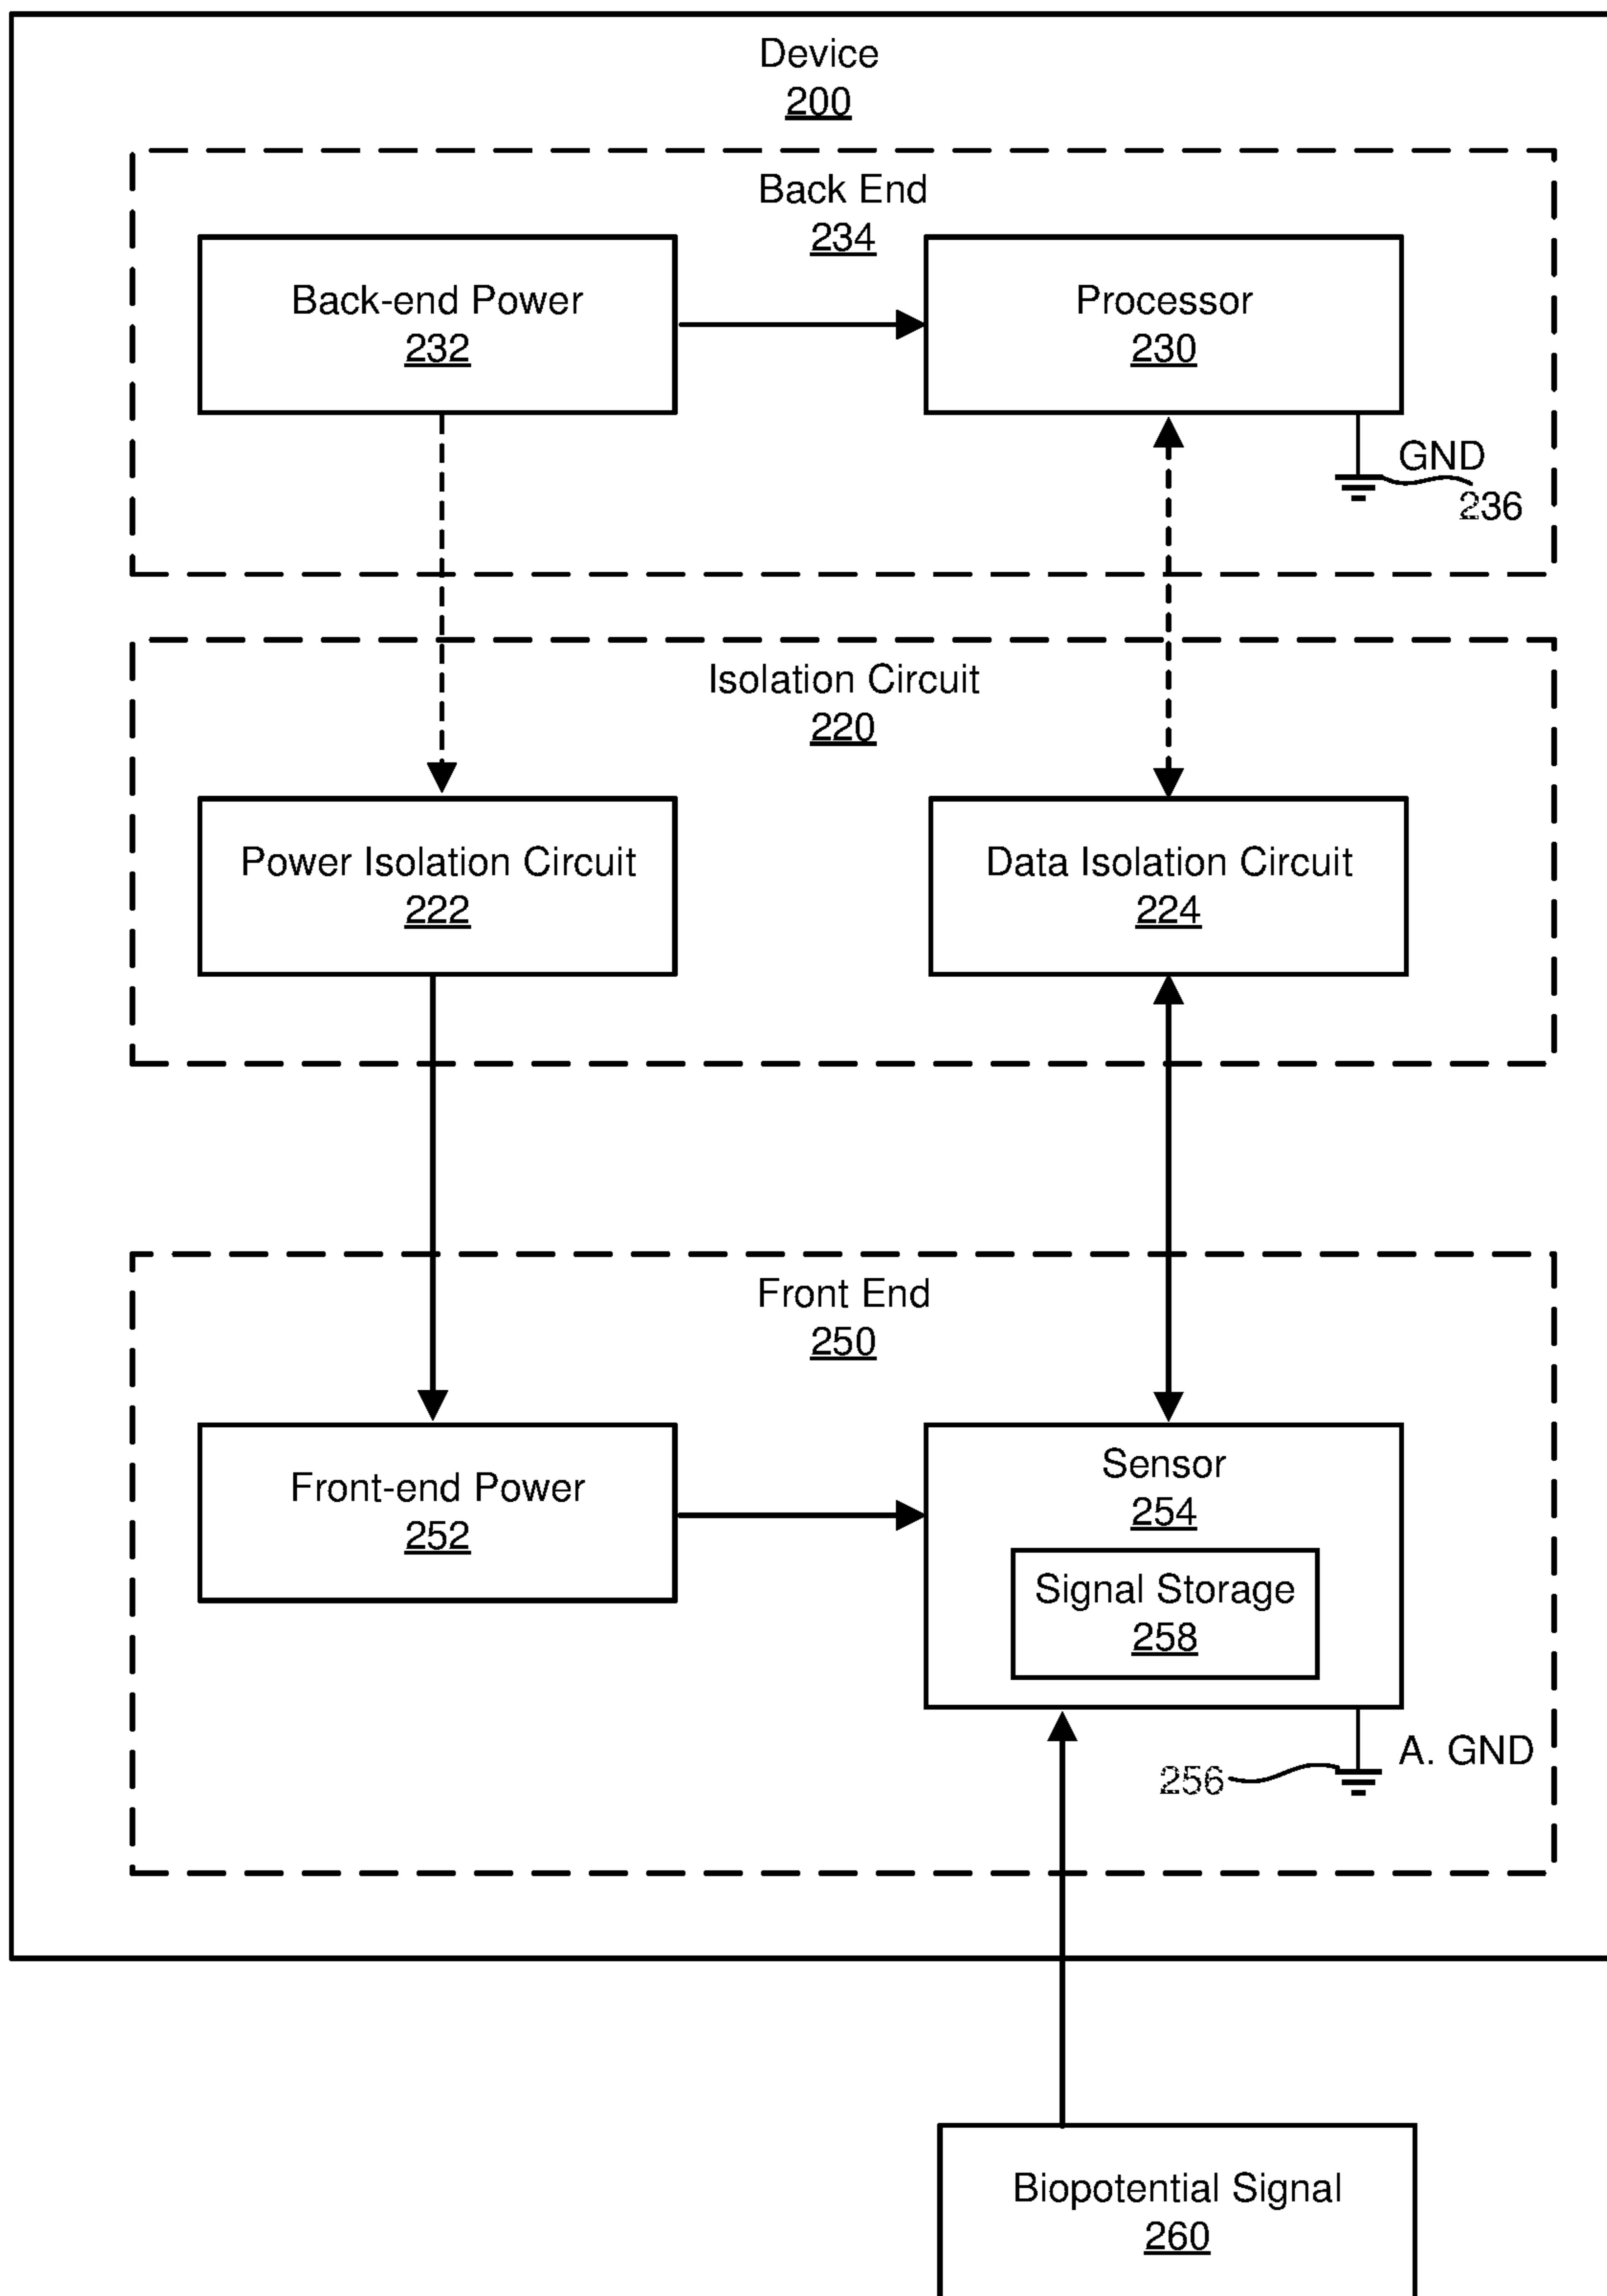 Device
200
Back End
234
Back-end Power
232
Processor
230
GND
236
Isolation Circuit
220
Power Isolation Circuit
222
Data Isolation Circuit
224
Front End
250
Front-end Power
252
Sensor
254
Signal Storage
258
A. GND
256
Biopotential Signal
260